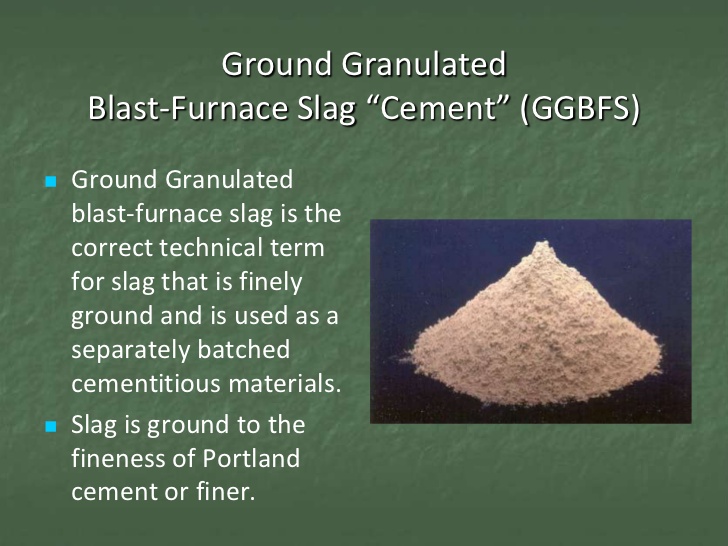 Ground Granulated
Blast-Furnace Slag “Cement” (GGBFS)
Ground Granulated
blast-furnace slag is the
correct technical term
for slag that is finely
ground and is used as a
separately batched
cementitious materials.
Slag is ground to the
fineness of Portland
cement or finer.